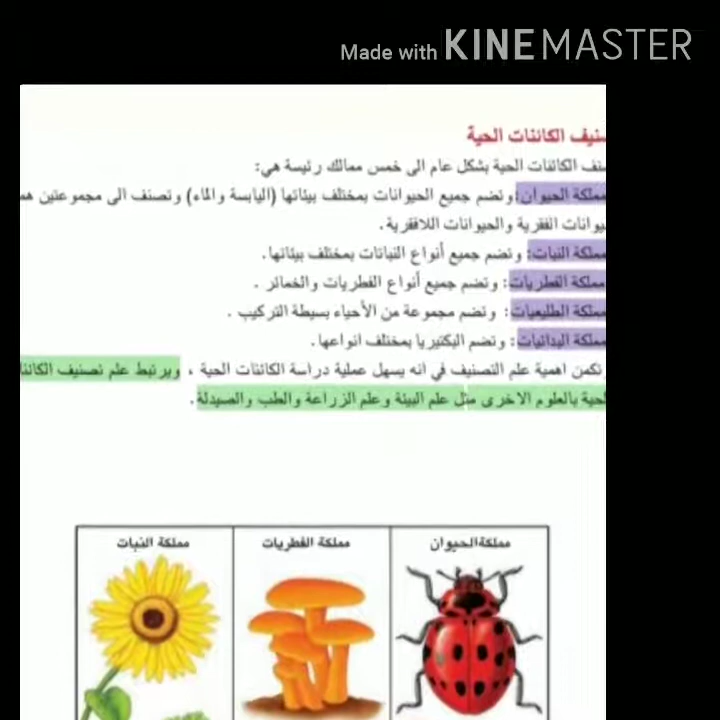 Made with KINEMASTER
تصنيف الكائنات الحية
تصنف الكائنات الحية بشكل عام الى خمس ممالك رئيسة هي:
مملكة الحيوان: وتضم جميع الحيوانات بمختلف بيئاتها (اليابسة والماء) وتصنف الى مجموعتين
الحيوانات الفقرية والحيوانات اللافقرية.
مملكة النبات: وتضم جميع أنواع النباتات بمختلف بيئاتها.
مملكة الفطريات: وتضم جميع أنواع الفطريات والخمائر .
مملكة الطليعيات: وتضم مجموعة من الأحياء بسيطة التركيب .
مملكة البدائيات: وتضم البكتيريا بمختلف انواعها.
تكمن اهمية علم التصنيف في انه يسهل عملية دراسة الكائنات الحية ، ويرتبط علم تصنيف
الحية بالعلوم الاخرى مثل علم البيئة وعلم الزراعة والطب والصيدلة .
مملكة الحيوان
مملكة الفطريات
مملكة النبات